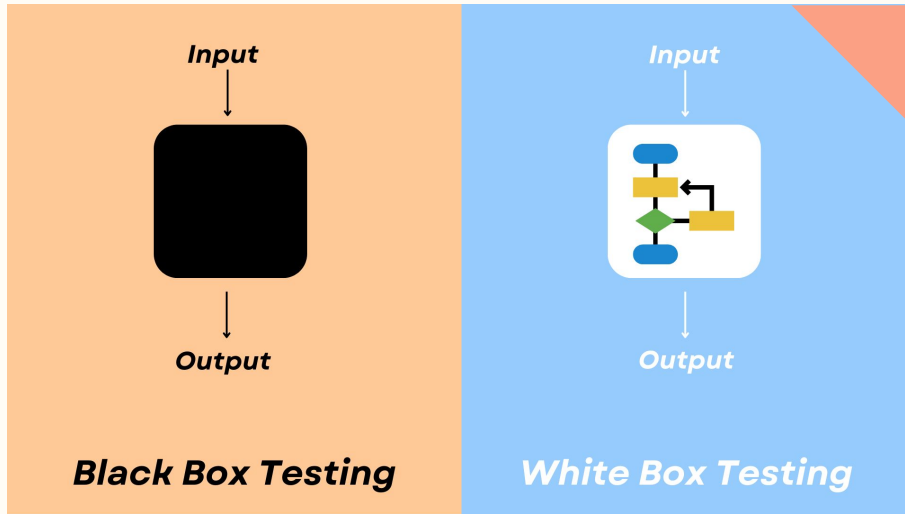 Input
Output
Black Box Testing
Input
Output
White Box Testing